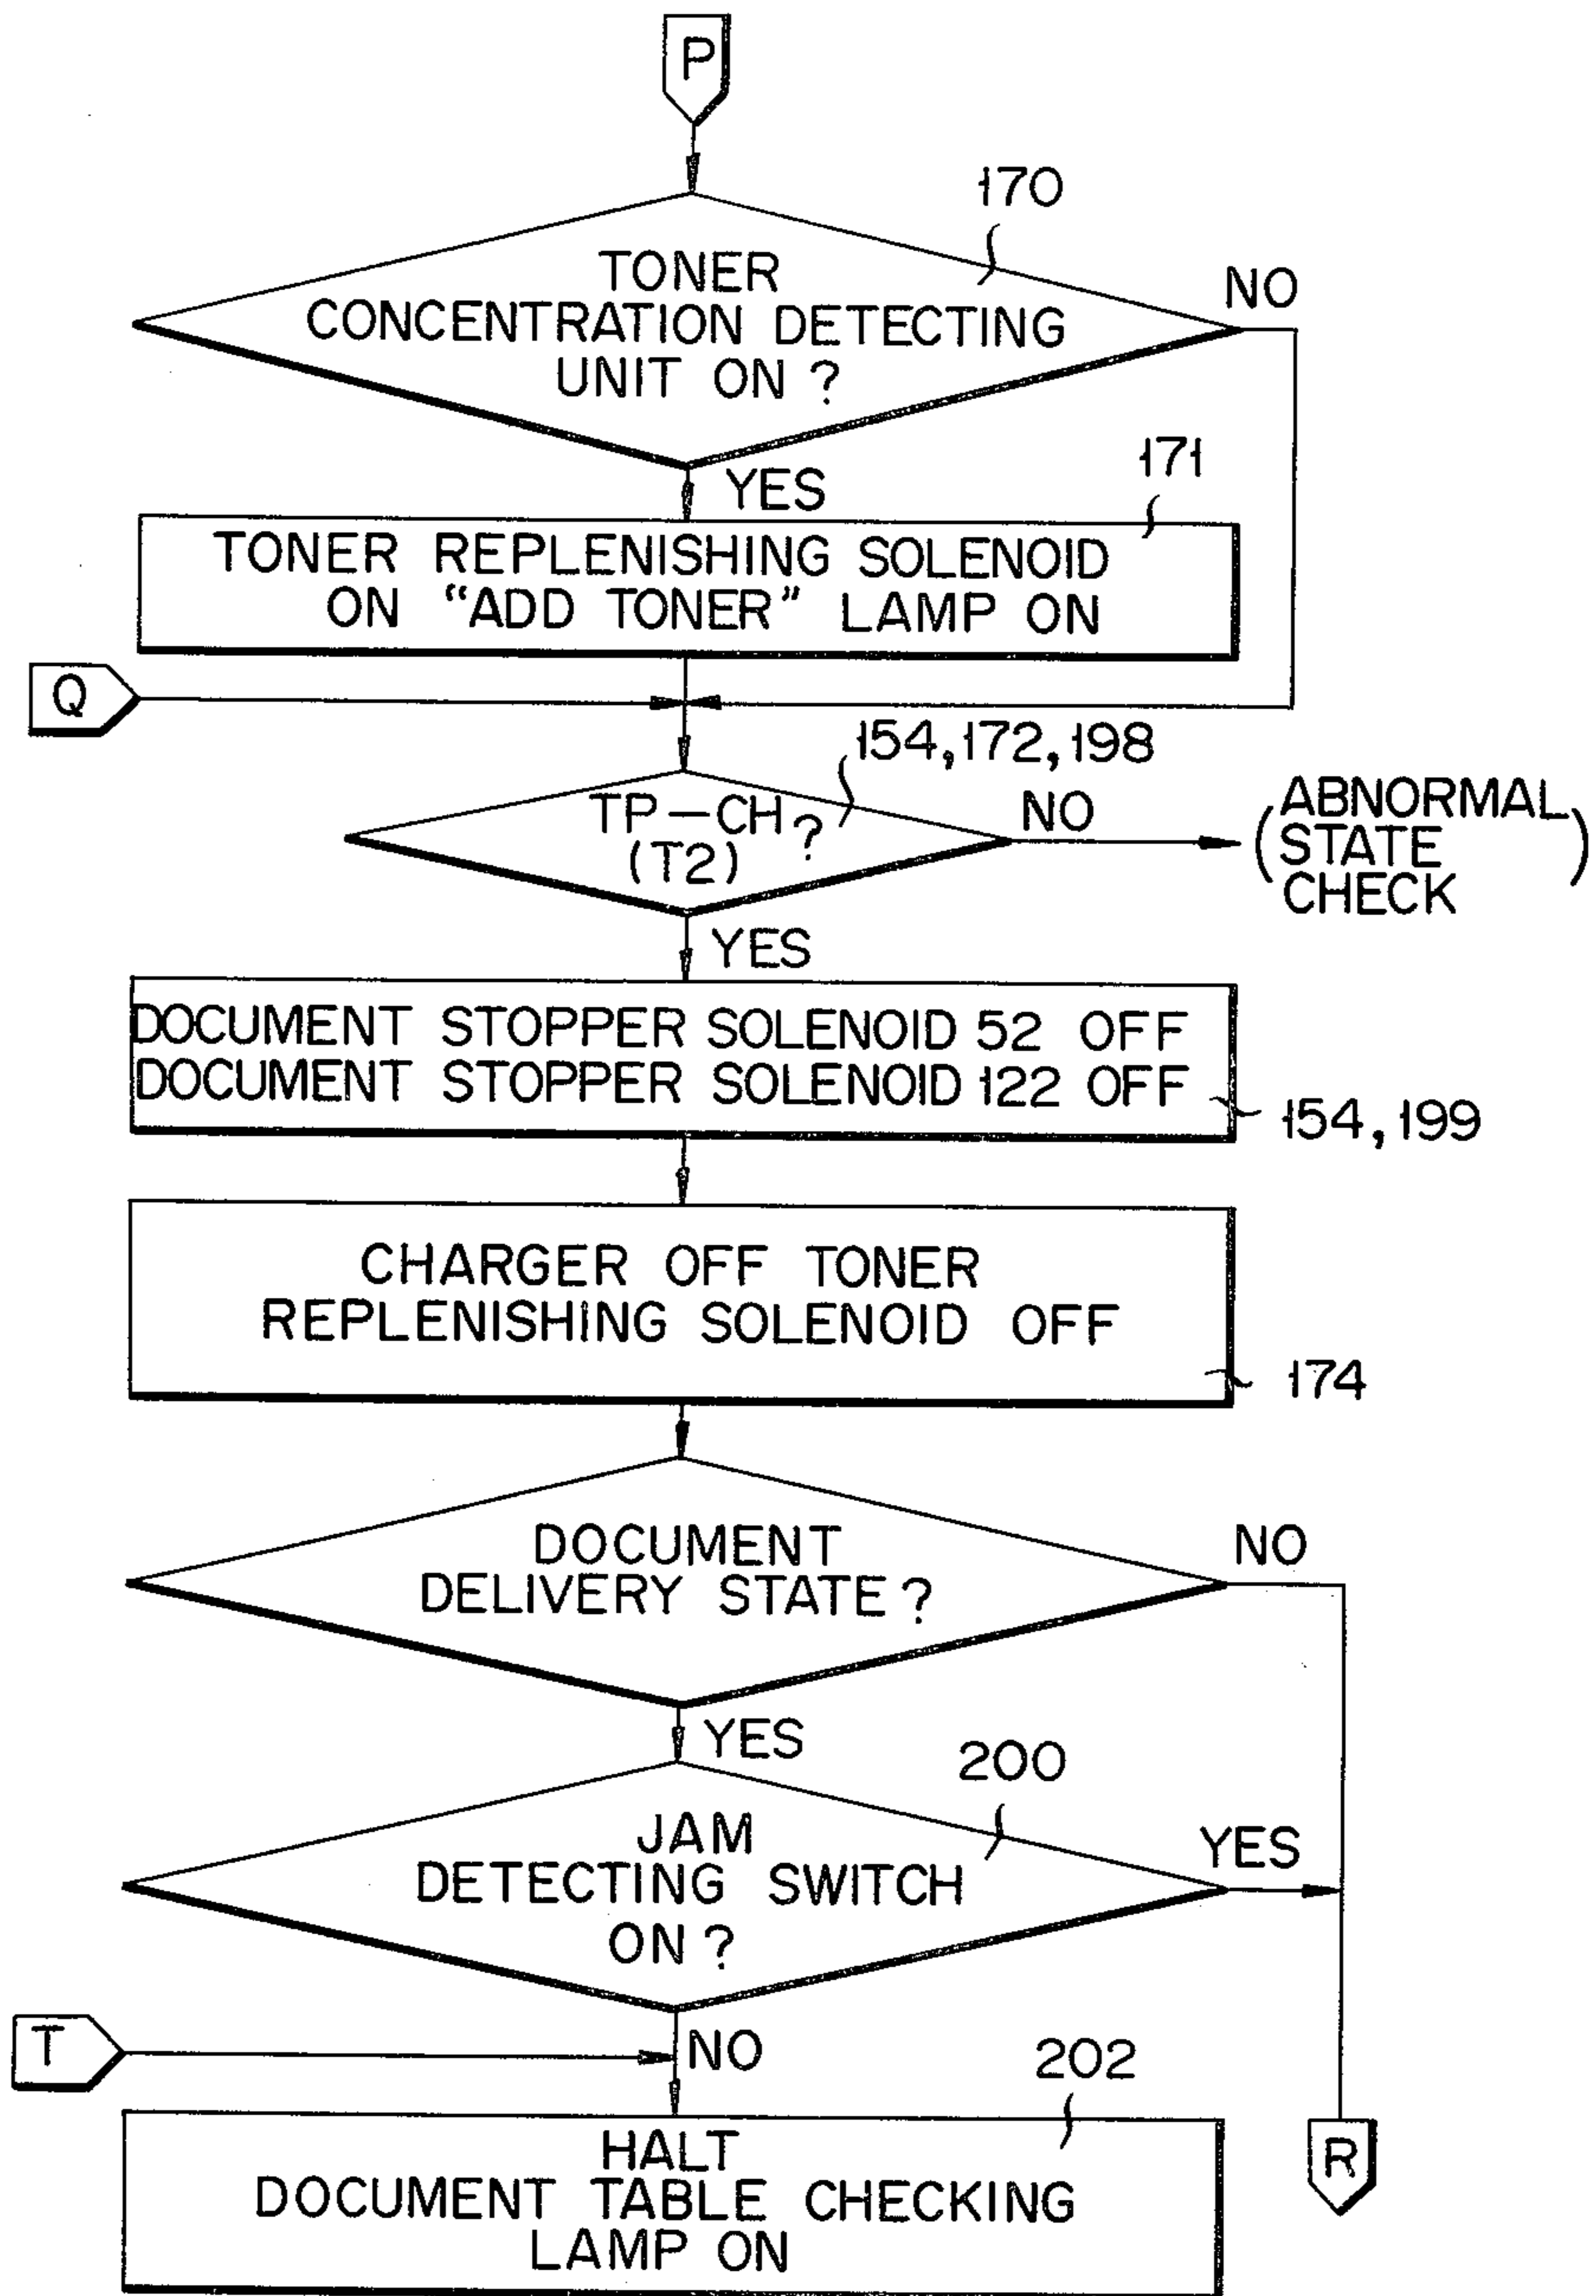 P
170
TONER
CONCENTRATION DETECTING
UNIT ON ?
NO
YES
171
TONER REPLENISHING SOLENOID
ON "ADD TONER" LAMP ON
Q
154,172,198
TP-CH ?
(T2)
NO
(ABNORMAL
STATE
CHECK)
YES
DOCUMENT STOPPER SOLENOID 52 OFF
DOCUMENT STOPPER SOLENOID 122 OFF
154,199
CHARGER OFF TONER
REPLENISHING SOLENOID OFF
174
DOCUMENT
DELIVERY STATE ?
NO
YES
200
JAM
DETECTING SWITCH
ON ?
YES
T
NO
202
HALT
DOCUMENT TABLE CHECKING
LAMP ON
R